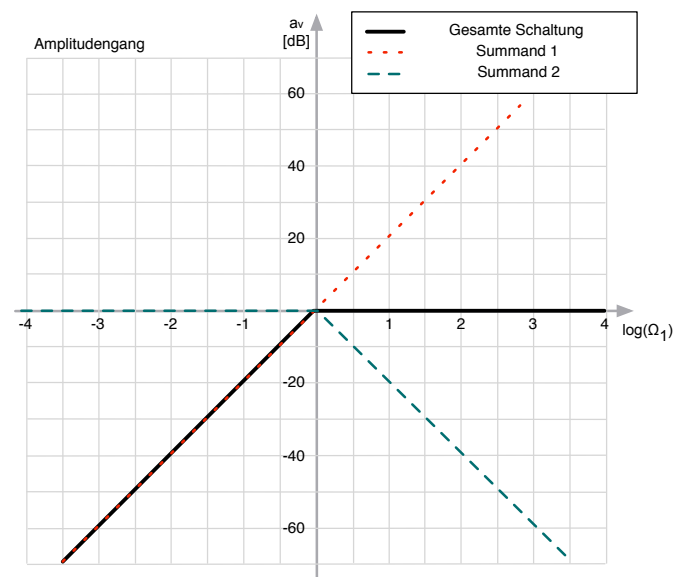 Amplitudengang
av
[dB]
Gesamte Schaltung
Summand 1
Summand 2
60
40
20
-4 -3 -2 -1 1 2 3 4
log(Ω1)
-20
-40
-60